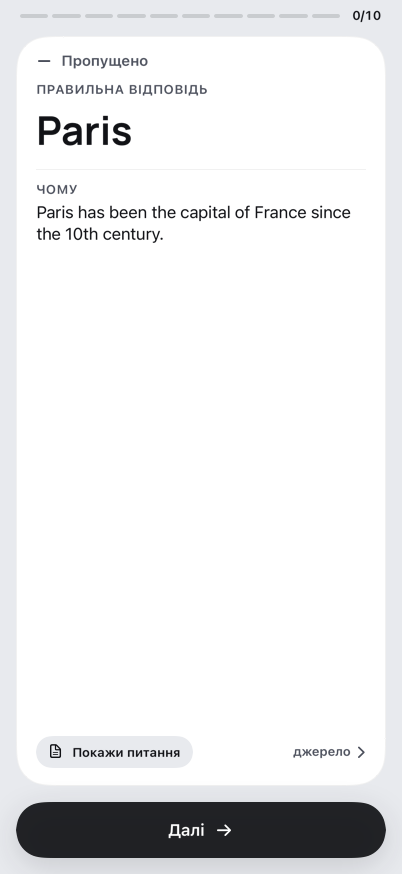 0/10
— Пропущено
ПРАВИЛЬНА ВІДПОВІДЬ
Paris
ЧОМУ
Paris has been the capital of France since
the 10th century.
Покажи питання
джерело
Далі →